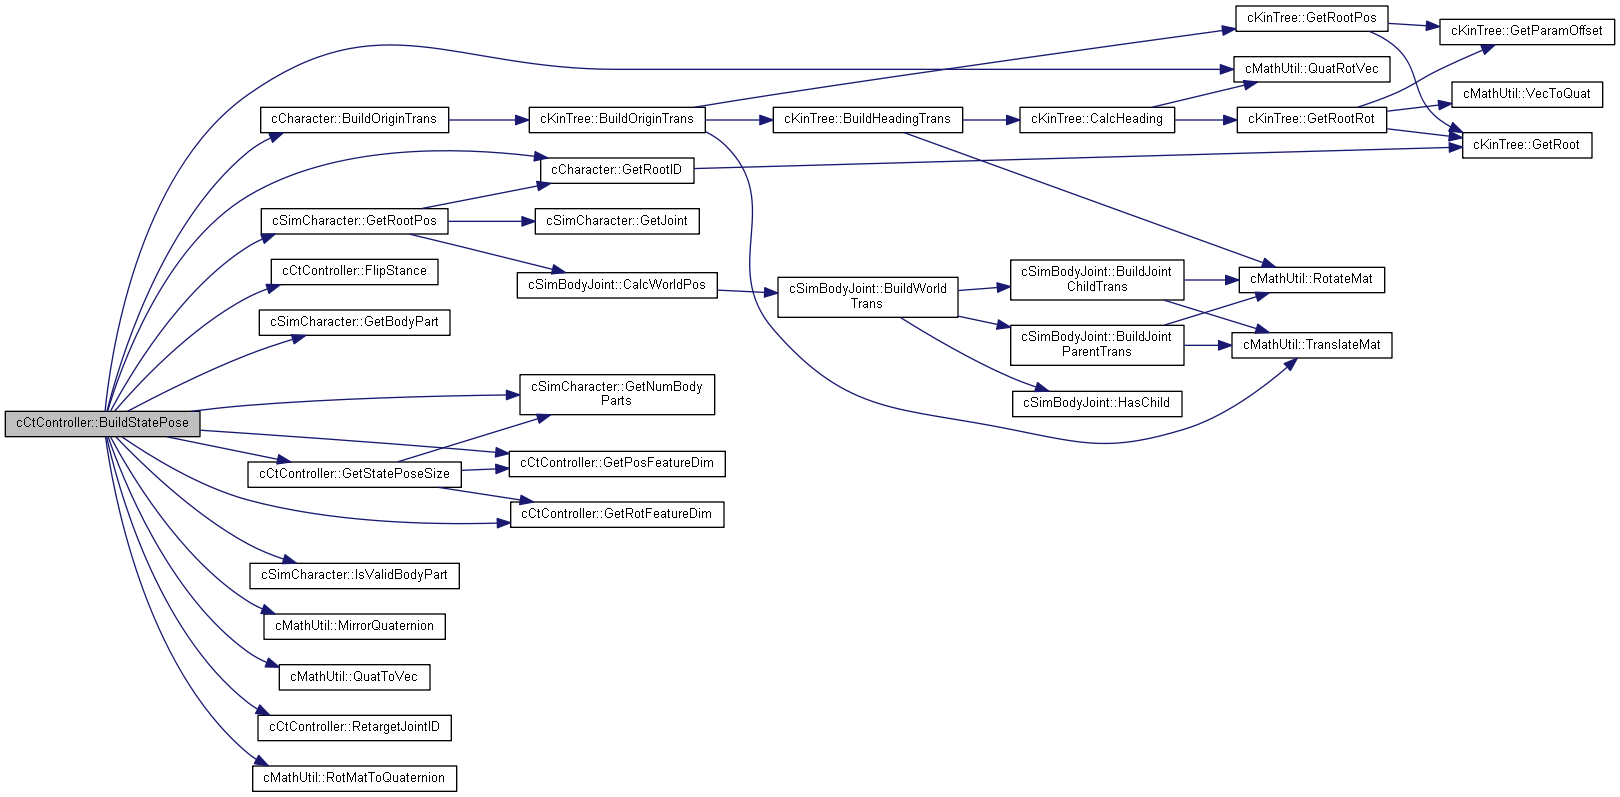 cCtController::BuildStatePose
cCharacter::BuildOriginTrans
cSimCharacter::GetRootPos
cCtController::FlipStance
cSimCharacter::GetBodyPart
cCtController::GetStatePoseSize
cSimCharacter::IsValidBodyPart
cMathUtil::MirrorQuaternion
cMathUtil::QuatToVec
cCtController::RetargetJointID
cMathUtil::RotMatToQuaternion
cKinTree::BuildOriginTrans
cCharacter::GetRootID
cSimCharacter::GetJoint
cSimBodyJoint::CalcWorldPos
cSimCharacter::GetNumBody
Parts
cCtController::GetPosFeatureDim
cCtController::GetRotFeatureDim
cKinTree::BuildHeadingTrans
cSimBodyJoint::BuildWorld
Trans
cKinTree::CalcHeading
cSimBodyJoint::BuildJoint
ChildTrans
cSimBodyJoint::BuildJoint
ParentTrans
cSimBodyJoint::HasChild
cKinTree::GetRootPos
cMathUtil::QuatRotVec
cKinTree::GetRootRot
cMathUtil::RotateMat
cMathUtil::TranslateMat
cKinTree::GetParamOffset
cMathUtil::VecToQuat
cKinTree::GetRoot